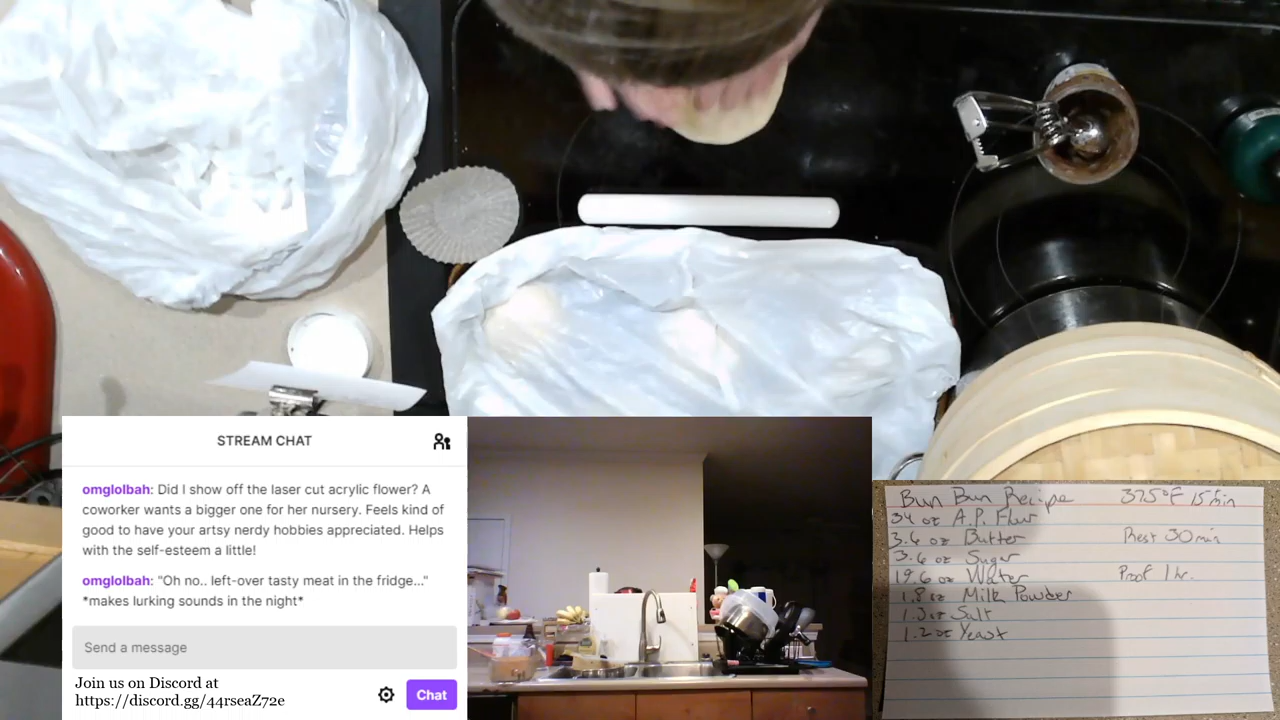 STREAM CHAT
omglolbah: Did I show off the laser cut acrylic flower? A
coworker wants a bigger one for her nursery. Feels kind of
good to have your artsy nerdy hobbies appreciated. Helps
with the self-esteem a little!
omglolbah: "Oh no.. left-over tasty meat in the fridge..."
*makes lurking sounds in the night*
Send a message
Join us on Discord at
https://discord.gg/44rseaZ72e
Chat
Bun Bun Recipe 375°F 15 min
34 oz A.P. Flour
3.6 oz Butter Rest 30 min
3.6 oz Sugar
19.6 oz Water Proof 1 hr.
1.8 oz Milk Powder
Salt
1.2 oz Yeast